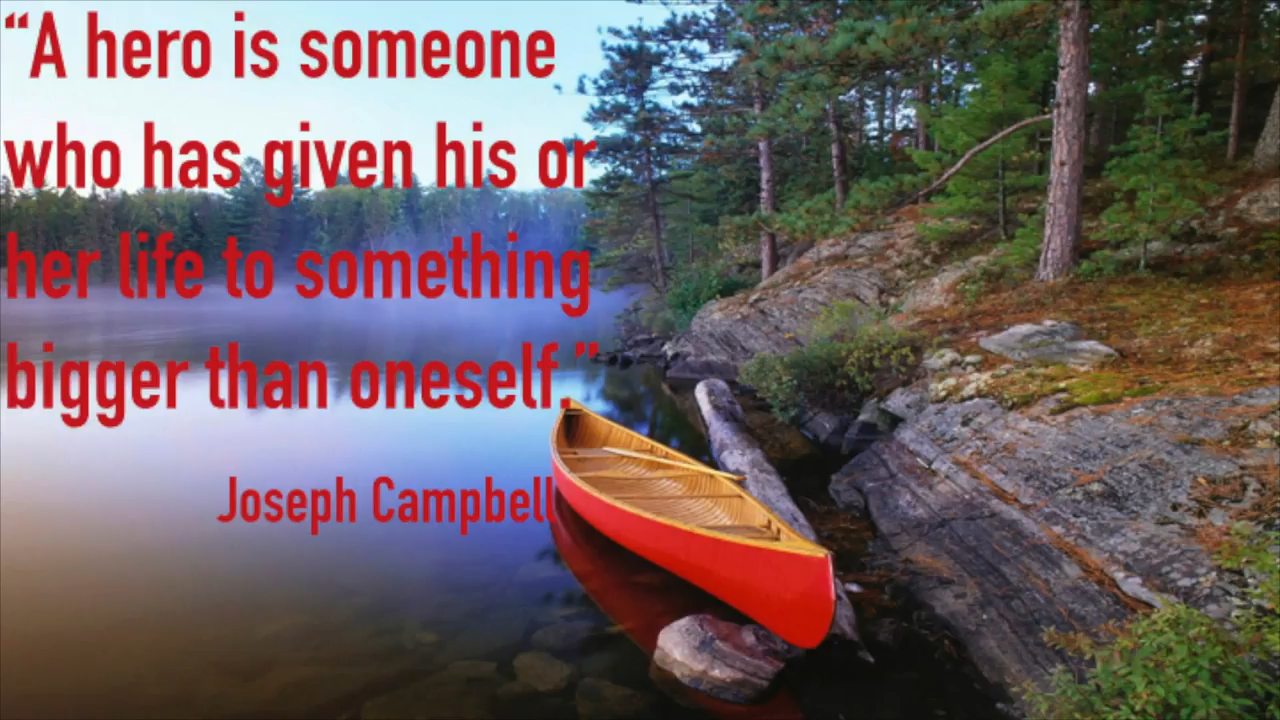 “A hero is someone
who has given his or
her life to something
bigger than oneself.”
Joseph Campbell